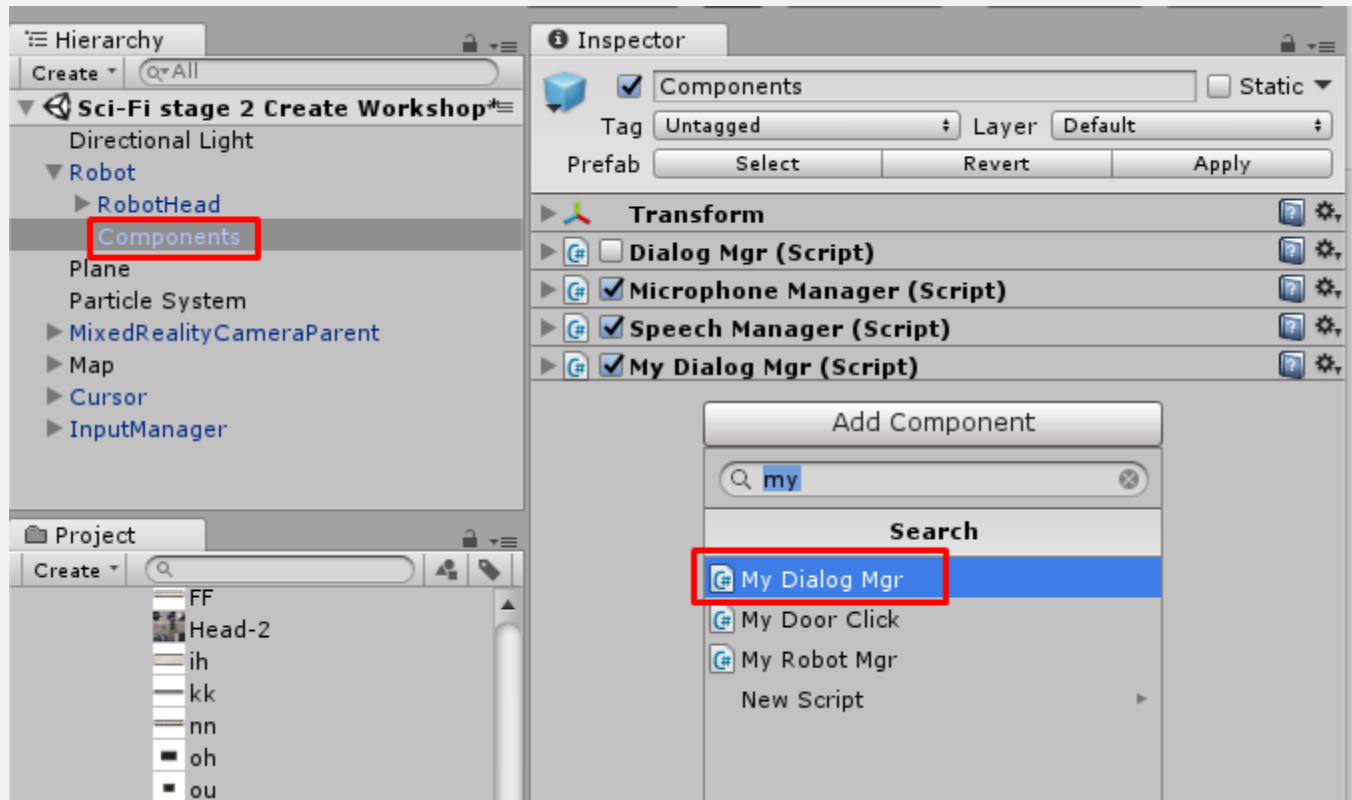 Hierarchy
Create
All
Sci-Fi stage 2 Create Workshop*
Directional Light
Robot
RobotHead
Components
Plane
Particle System
MixedRealityCameraParent
Map
Cursor
InputManager
Project
Create
FF
Head-2
ih
kk
nn
oh
ou
Inspector
Components
Static
Tag Untagged Layer Default
Prefab Select Revert Apply
Transform
Dialog Mgr (Script)
Microphone Manager (Script)
Speech Manager (Script)
My Dialog Mgr (Script)
Add Component
my
Search
My Dialog Mgr
My Door Click
My Robot Mgr
New Script